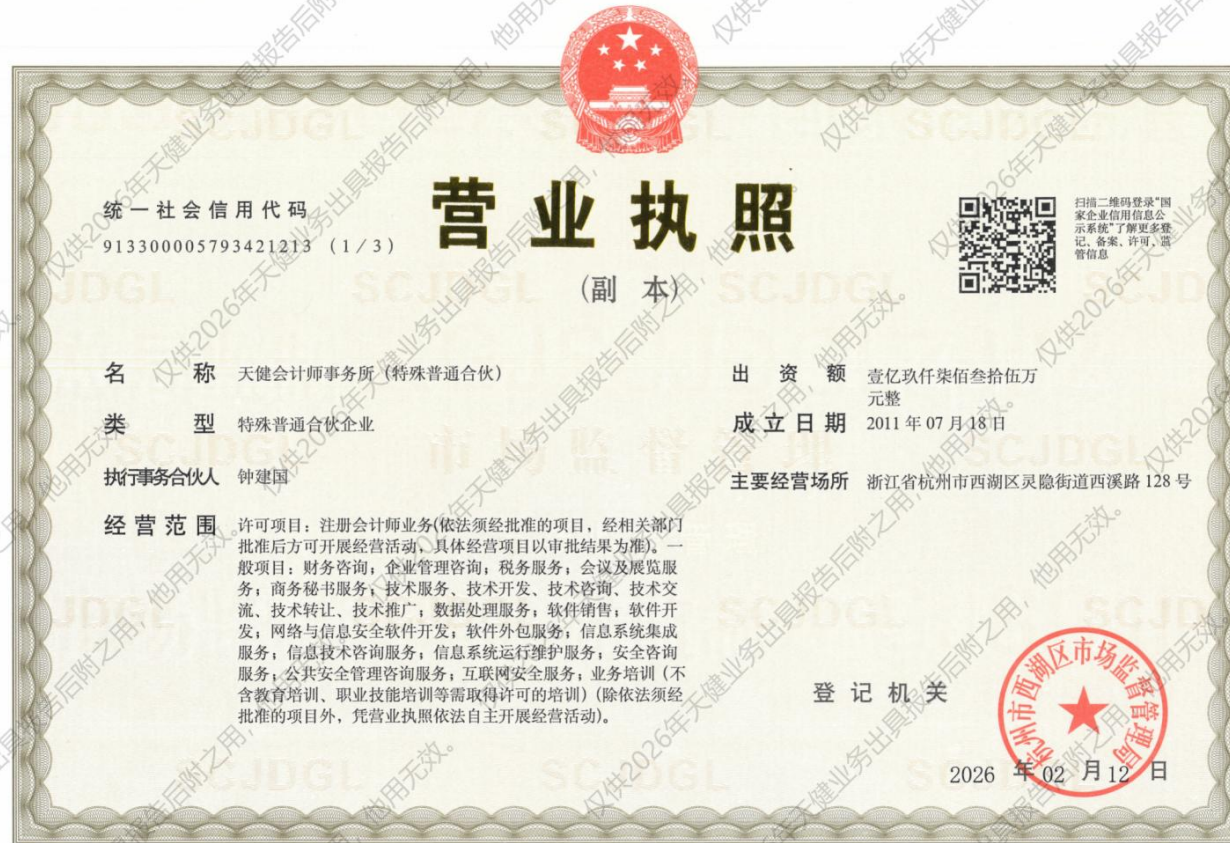 营业执照
(副 本)
统一社会信用代码
913300005793421213 (1/3)
扫描二维码登录"国
家企业信用信息公
示系统"了解更多登
记、备案、许可、监
管信息
名 称 天健会计师事务所（特殊普通合伙）
类 型 特殊普通合伙企业
执行事务合伙人 钟建国
经营范围 许可项目：注册会计师业务(依法须经批准的项目，经相关部门
批准后方可开展经营活动，具体经营项目以审批结果为准)。一
般项目：财务咨询；企业管理咨询；税务服务；会议及展览服
务；商务秘书服务；技术服务、技术开发、技术咨询、技术交
流、技术转让、技术推广；数据处理服务；软件销售；软件开
发；网络与信息安全软件开发；软件外包服务；信息系统集成
服务；信息技术咨询服务；信息系统运行维护服务；安全咨询
服务；公共安全管理咨询服务；互联网安全服务；业务培训（不
含教育培训、职业技能培训等需取得许可的培训）(除依法须经
批准的项目外，凭营业执照依法自主开展经营活动)。
出 资 额 壹亿玖仟柒佰叁拾伍万
元整
成立日期 2011年07月18日
主要经营场所 浙江省杭州市西湖区灵隐街道西溪路128号
登记机关
杭州市西湖区市场监督管理局
2026 年 02 月 12 日
仅供2026年天健业务出具报告后附之用，他用无效。
SCJDGL
市场监督管理